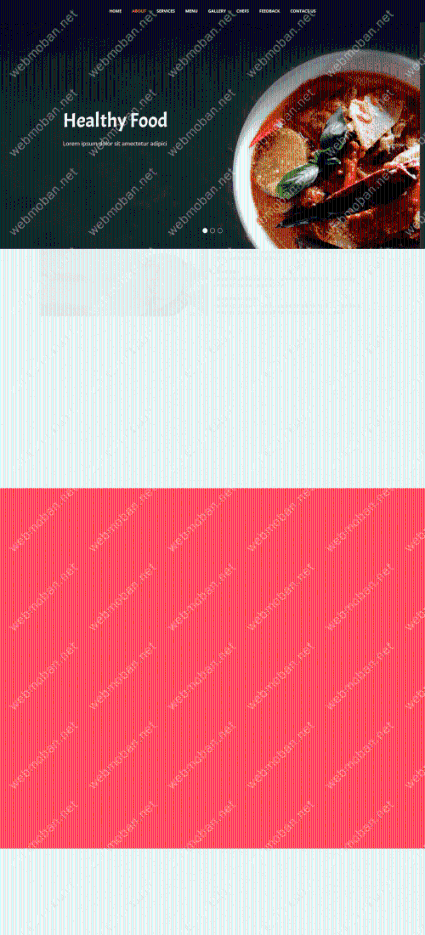 HOME ABOUT SERVICES MENU GALLERY CHEFS FEEDBACK CONTACT US
Healthy Food
Lorem ipsum dolor sit amectetur adipici
webmoban.net